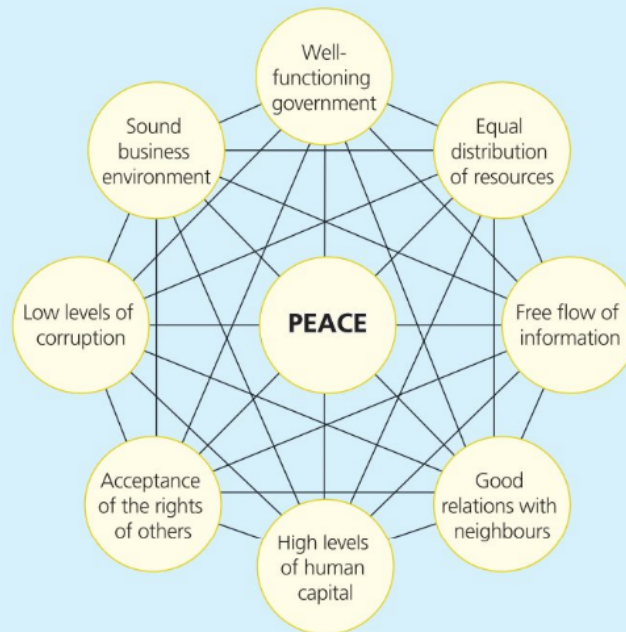 Well-
functioning
government
Equal
distribution
of resources
Free flow of
information
Good
relations with
neighbours
High levels
of human
capital
Acceptance
of the rights
of others
Low levels of
corruption
Sound
business
environment
PEACE